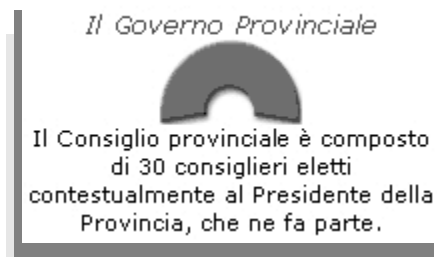 Il Governo Provinciale
Il Consiglio provinciale è composto
di 30 consiglieri eletti
contestualmente al Presidente della
Provincia, che ne fa parte.